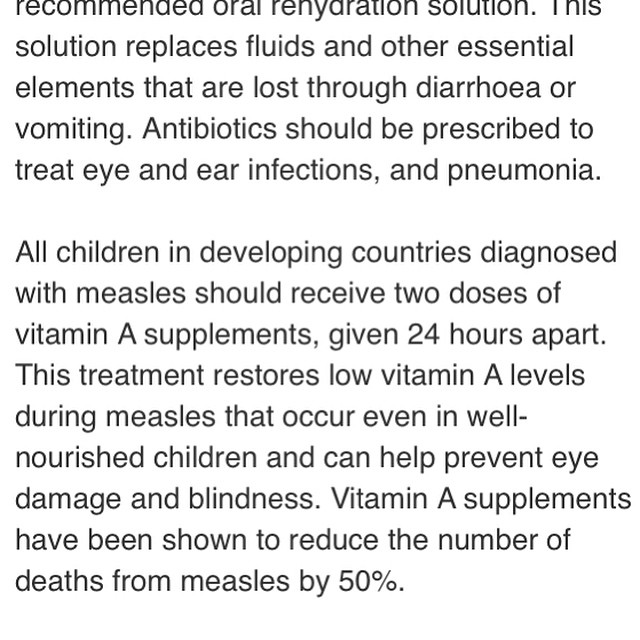 recommended oral rehydration solution. This
solution replaces fluids and other essential
elements that are lost through diarrhoea or
vomiting. Antibiotics should be prescribed to
treat eye and ear infections, and pneumonia.
All children in developing countries diagnosed
with measles should receive two doses of
vitamin A supplements, given 24 hours apart.
This treatment restores low vitamin A levels
during measles that occur even in well-
nourished children and can help prevent eye
damage and blindness. Vitamin A supplements
have been shown to reduce the number of
deaths from measles by 50%.